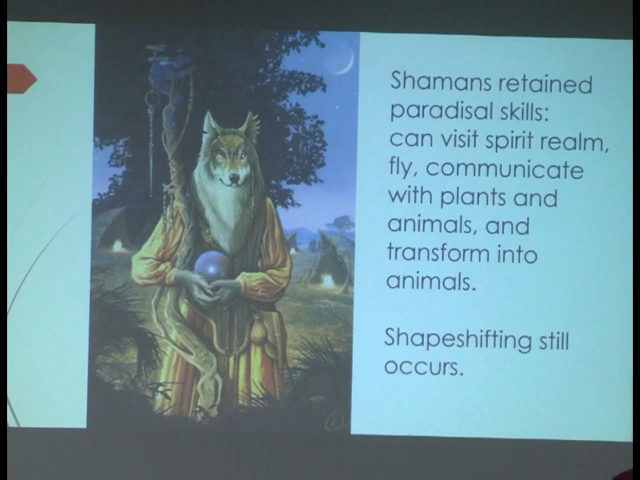 Shamans retained
paradisal skills:
can visit spirit realm,
fly, communicate
with plants and
animals, and
transform into
animals.
Shapeshifting still
occurs.